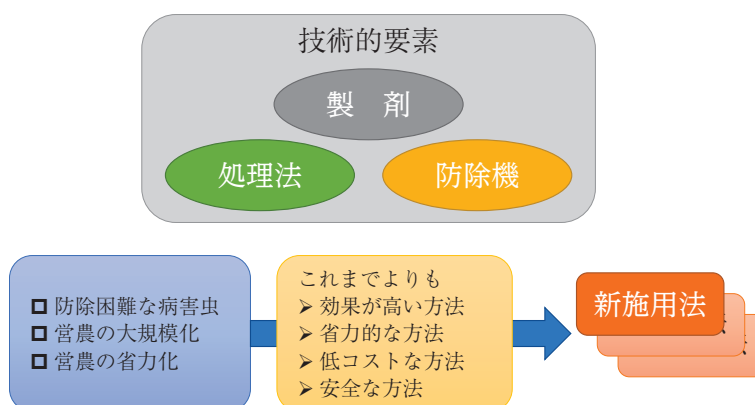 技術的要素
製　剤
処理法
防除機
防除困難な病害虫
営農の大規模化
営農の省力化
これまでよりも
効果が高い方法
省力的な方法
低コストな方法
安全な方法
新施用法